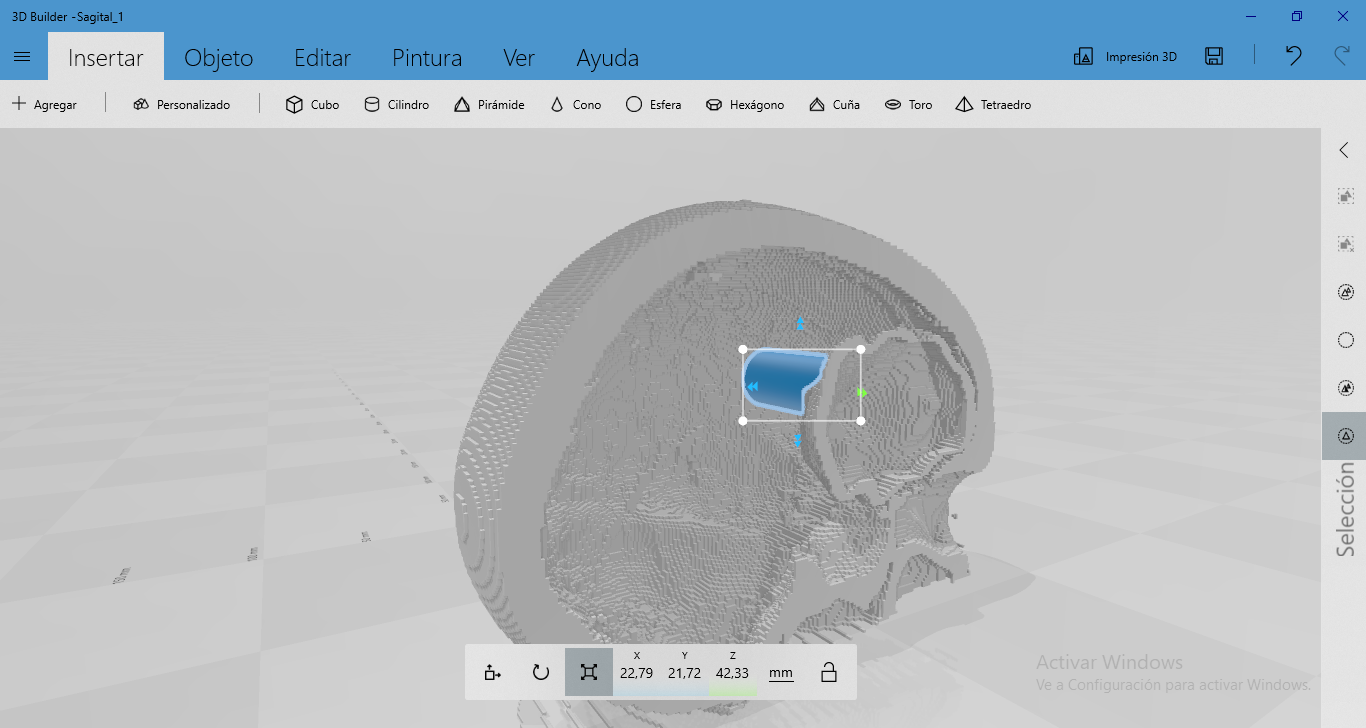 3D Builder -Sagital_1
Insertar Objeto Editar Pintura Ver Ayuda Impresión 3D
Agregar Personalizado Cubo Cilindro Pirámide Cono Esfera Hexágono Cuña Toro Tetraedro
Selección
X Y Z
22,79 21,72 42,33 mm
Activar Windows
Ve a Configuración para activar Windows.